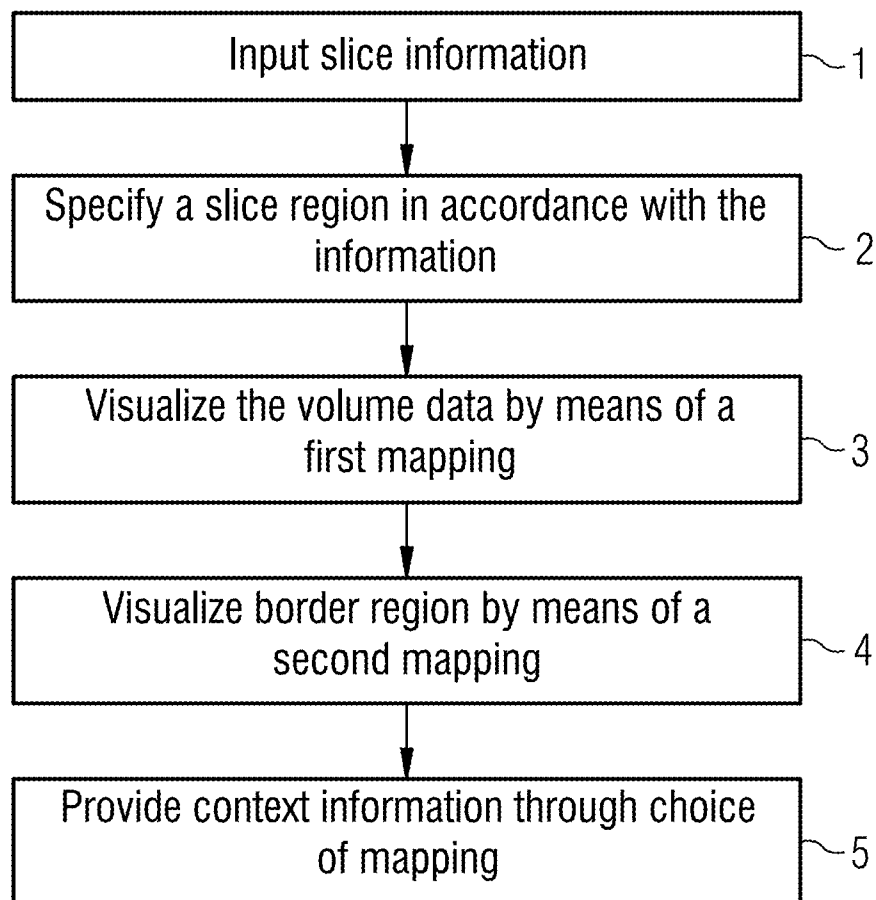 Input slice information
1
Specify a slice region in accordance with the
information
2
Visualize the volume data by means of a
first mapping
3
Visualize border region by means of a
second mapping
4
Provide context information through choice
of mapping
5